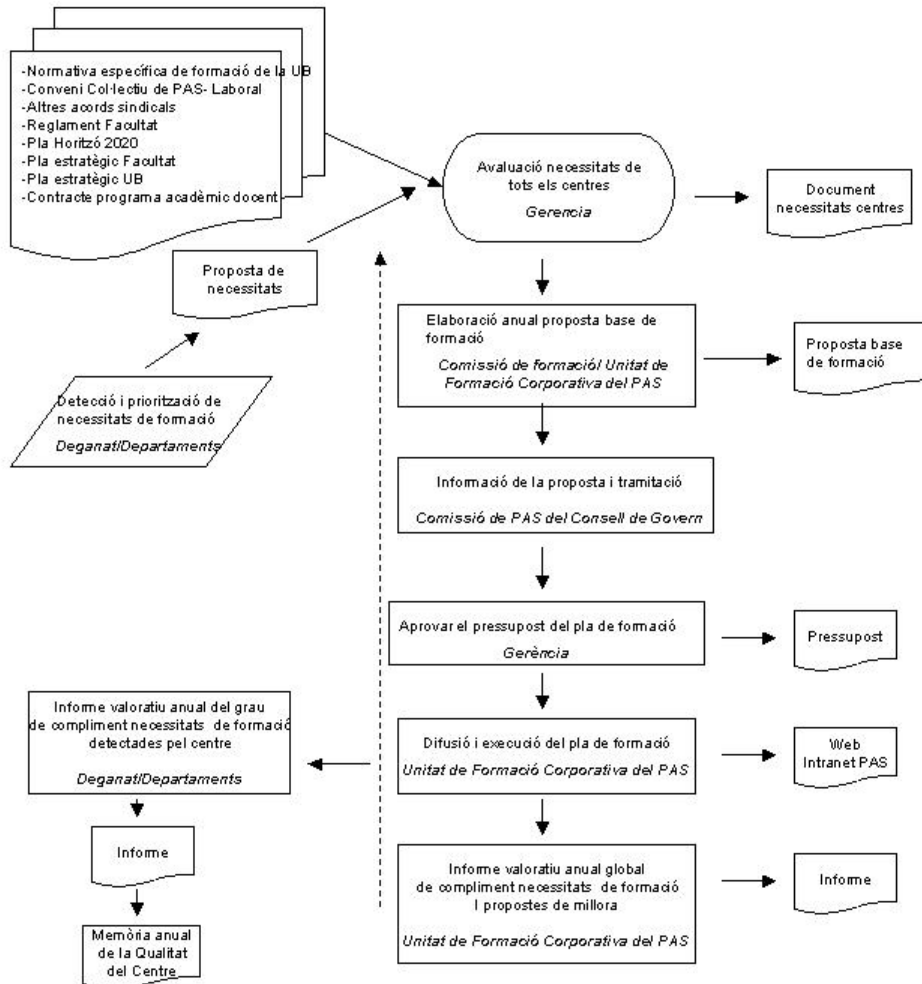 -Normativa específica de formació de la UB
-Conveni Col·lectiu de PAS- Laboral
-Altres acords sindicals
-Reglament Facultat
-Pla Horitzó 2020
-Pla estratègic Facultat
-Pla estratègic UB
-Contracte programa acadèmic docent
Avaluació necessitats de
tots els centres
Gerencia
Document
necessitats centres
Proposta de
necessitats
Detecció i priorització de
necessitats de formació
Deganat/Departaments
Elaboració anual proposta base de
formació
Comissió de formació/ Unitat de
Formació Corporativa del PAS
Proposta base
de formació
Informació de la proposta i tramitació
Comissió de PAS del Consell de Govern
Aprovar el pressupost del pla de formació
Gerència
Pressupost
Informe valoratiu anual del grau
de compliment necessitats de formació
detectades pel centre
Deganat/Departaments
Difusió i execució del pla de formació
Unitat de Formació Corporativa del PAS
Web
Intranet PAS
Informe
Memòria anual
de la Qualitat
del Centre
Informe valoratiu anual global
de compliment necessitats de formació
I propostes de millora
Unitat de Formació Corporativa del PAS
Informe